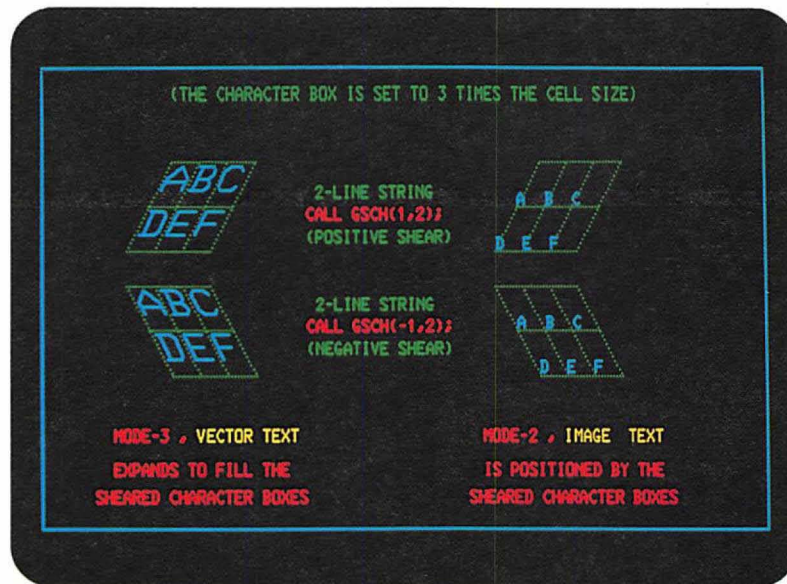 (THE CHARACTER BOX IS SET TO 3 TIMES THE CELL SIZE)
ABC
DEF
2-LINE STRING
CALL GSCH(1,2);
(POSITIVE SHEAR)
A B C
D E F
ABC
DEF
2-LINE STRING
CALL GSCH(-1,2);
(NEGATIVE SHEAR)
A B C
D E F
MODE-3 , VECTOR TEXT
EXPANDS TO FILL THE
SHEARED CHARACTER BOXES
MODE-2 , IMAGE TEXT
IS POSITIONED BY THE
SHEARED CHARACTER BOXES